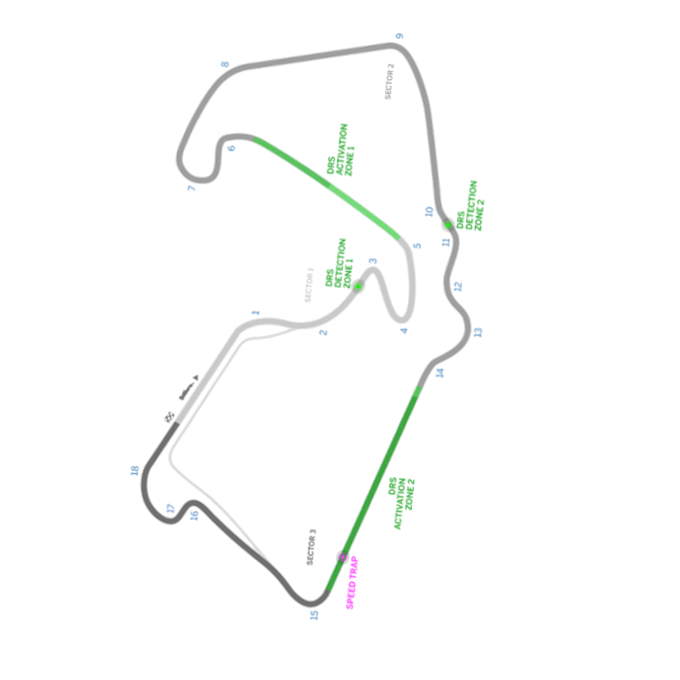 9
8
SECTOR 2
DRS
ACTIVATION
ZONE 1
6
7
10
DRS
DETECTION
ZONE 2
11
5
DRS
DETECTION
ZONE 1
3
SECTOR 1
12
1
2
4
13
14
18
17
16
DRS
ACTIVATION
ZONE 2
SECTOR 3
SPEED TRAP
15